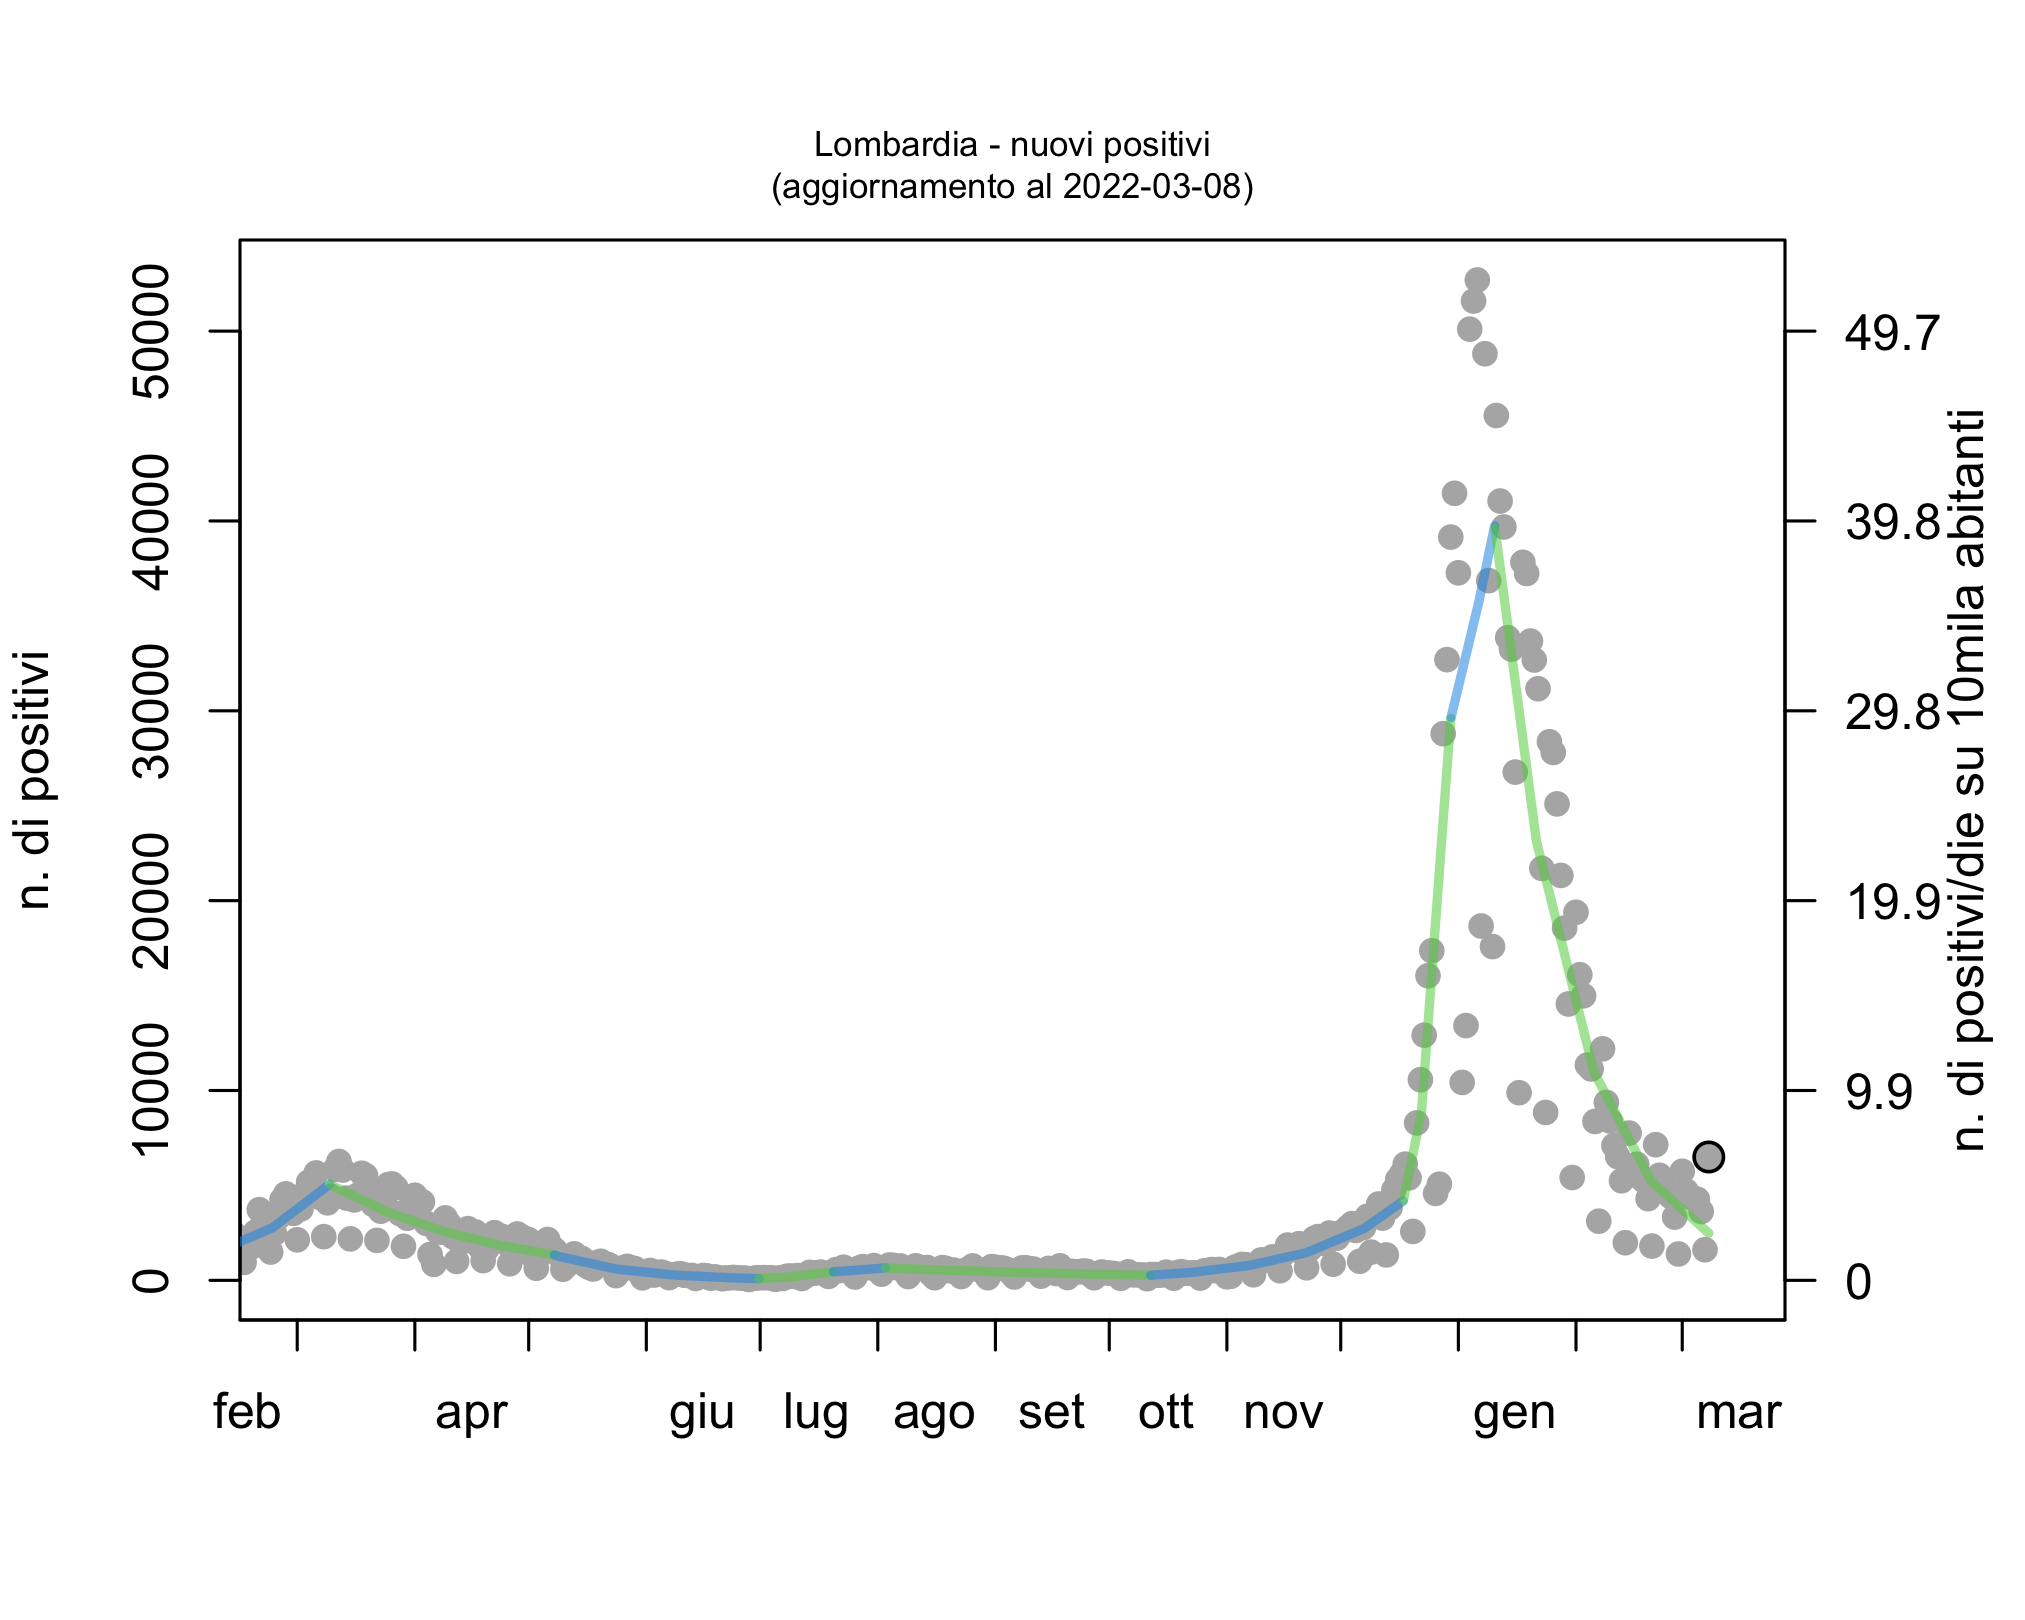 Lombardia - nuovi positivi
(aggiornamento al 2022-03-08)
n. di positivi
50000
40000
30000
20000
10000
0
49.7
39.8
29.8
19.9
9.9
0
n. di positivi/die su 10mila abitanti
feb apr giu lug ago set ott nov gen mar